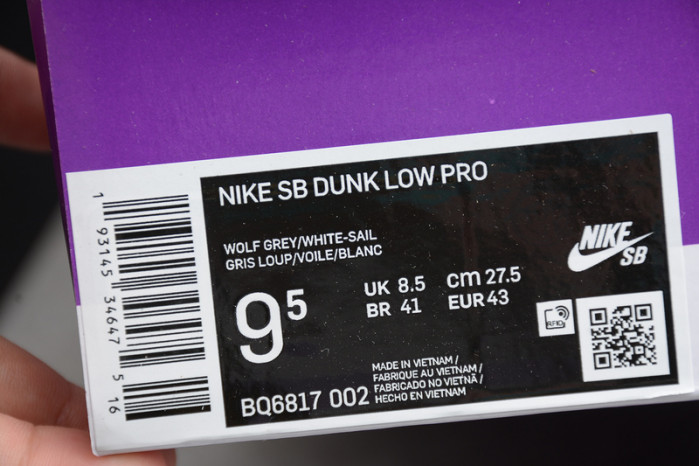 NIKE SB DUNK LOW PRO
WOLF GREY/WHITE-SAIL
GRIS LOUP/VOILE/BLANC
9⁵
UK 8.5 cm 27.5
BR 41 EUR 43
NIKE
SB
RFID
MADE IN VIETNAM /
FABRIQUE AU VIETNAM /
FABRICADO NO VIETNÃ /
HECHO EN VIETNAM
BQ6817 002
1 93145 34647 5 16